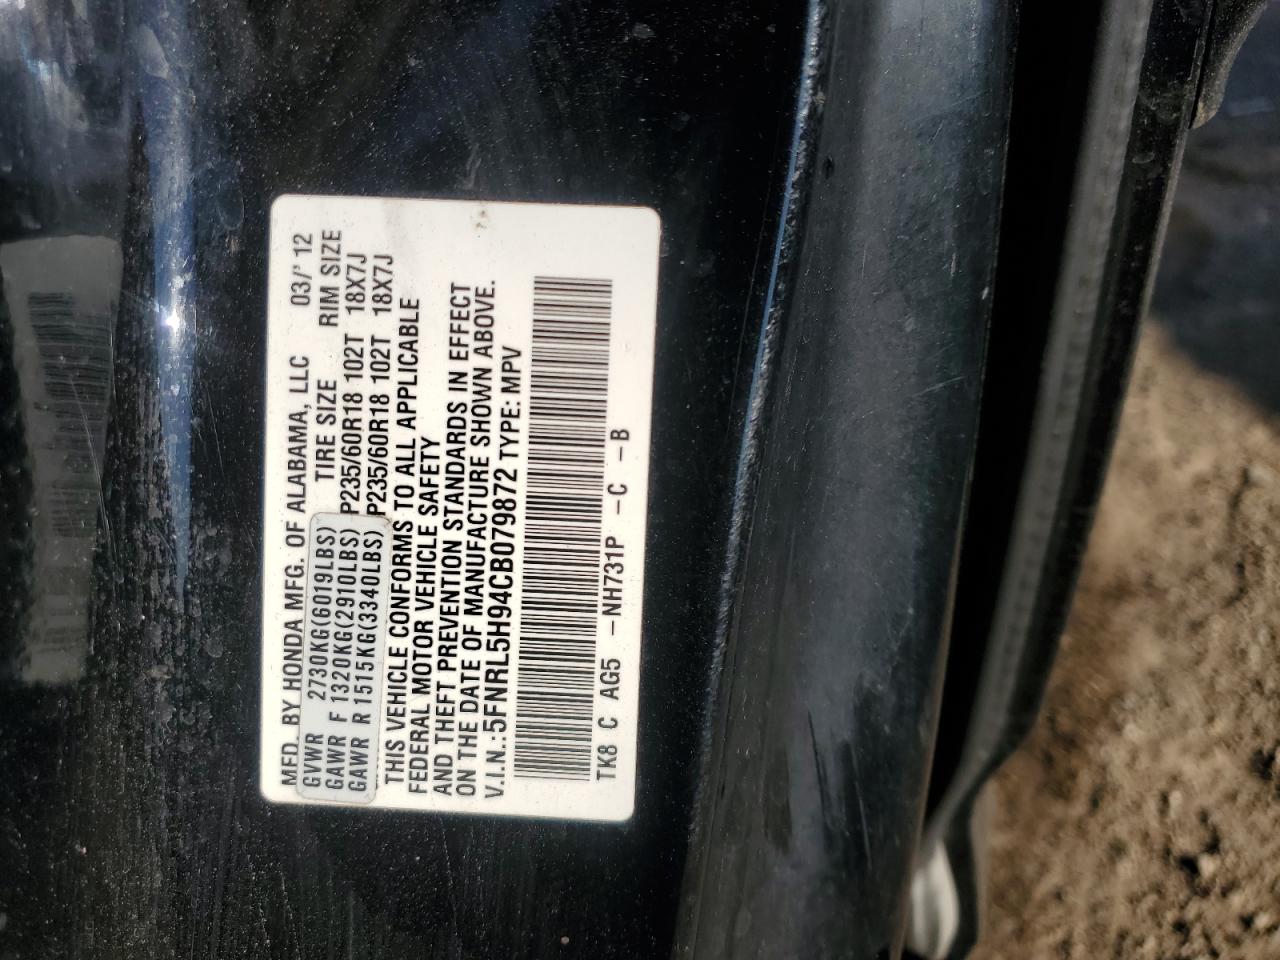 MFD. BY HONDA MFG. OF ALABAMA, LLC 03/' 12
GVWR 2730KG(6019LBS) TIRE SIZE RIM SIZE
GAWR F 1320KG(2910LBS) P235/60R18 102T 18X7J
GAWR R 1515KG(3340LBS) P235/60R18 102T 18X7J
THIS VEHICLE CONFORMS TO ALL APPLICABLE
FEDERAL MOTOR VEHICLE SAFETY
AND THEFT PREVENTION STANDARDS IN EFFECT
ON THE DATE OF MANUFACTURE SHOWN ABOVE.
V.I.N.:5FNRL5H94CB079872 TYPE: MPV
TK8 C AG5 -NH731P -C -B